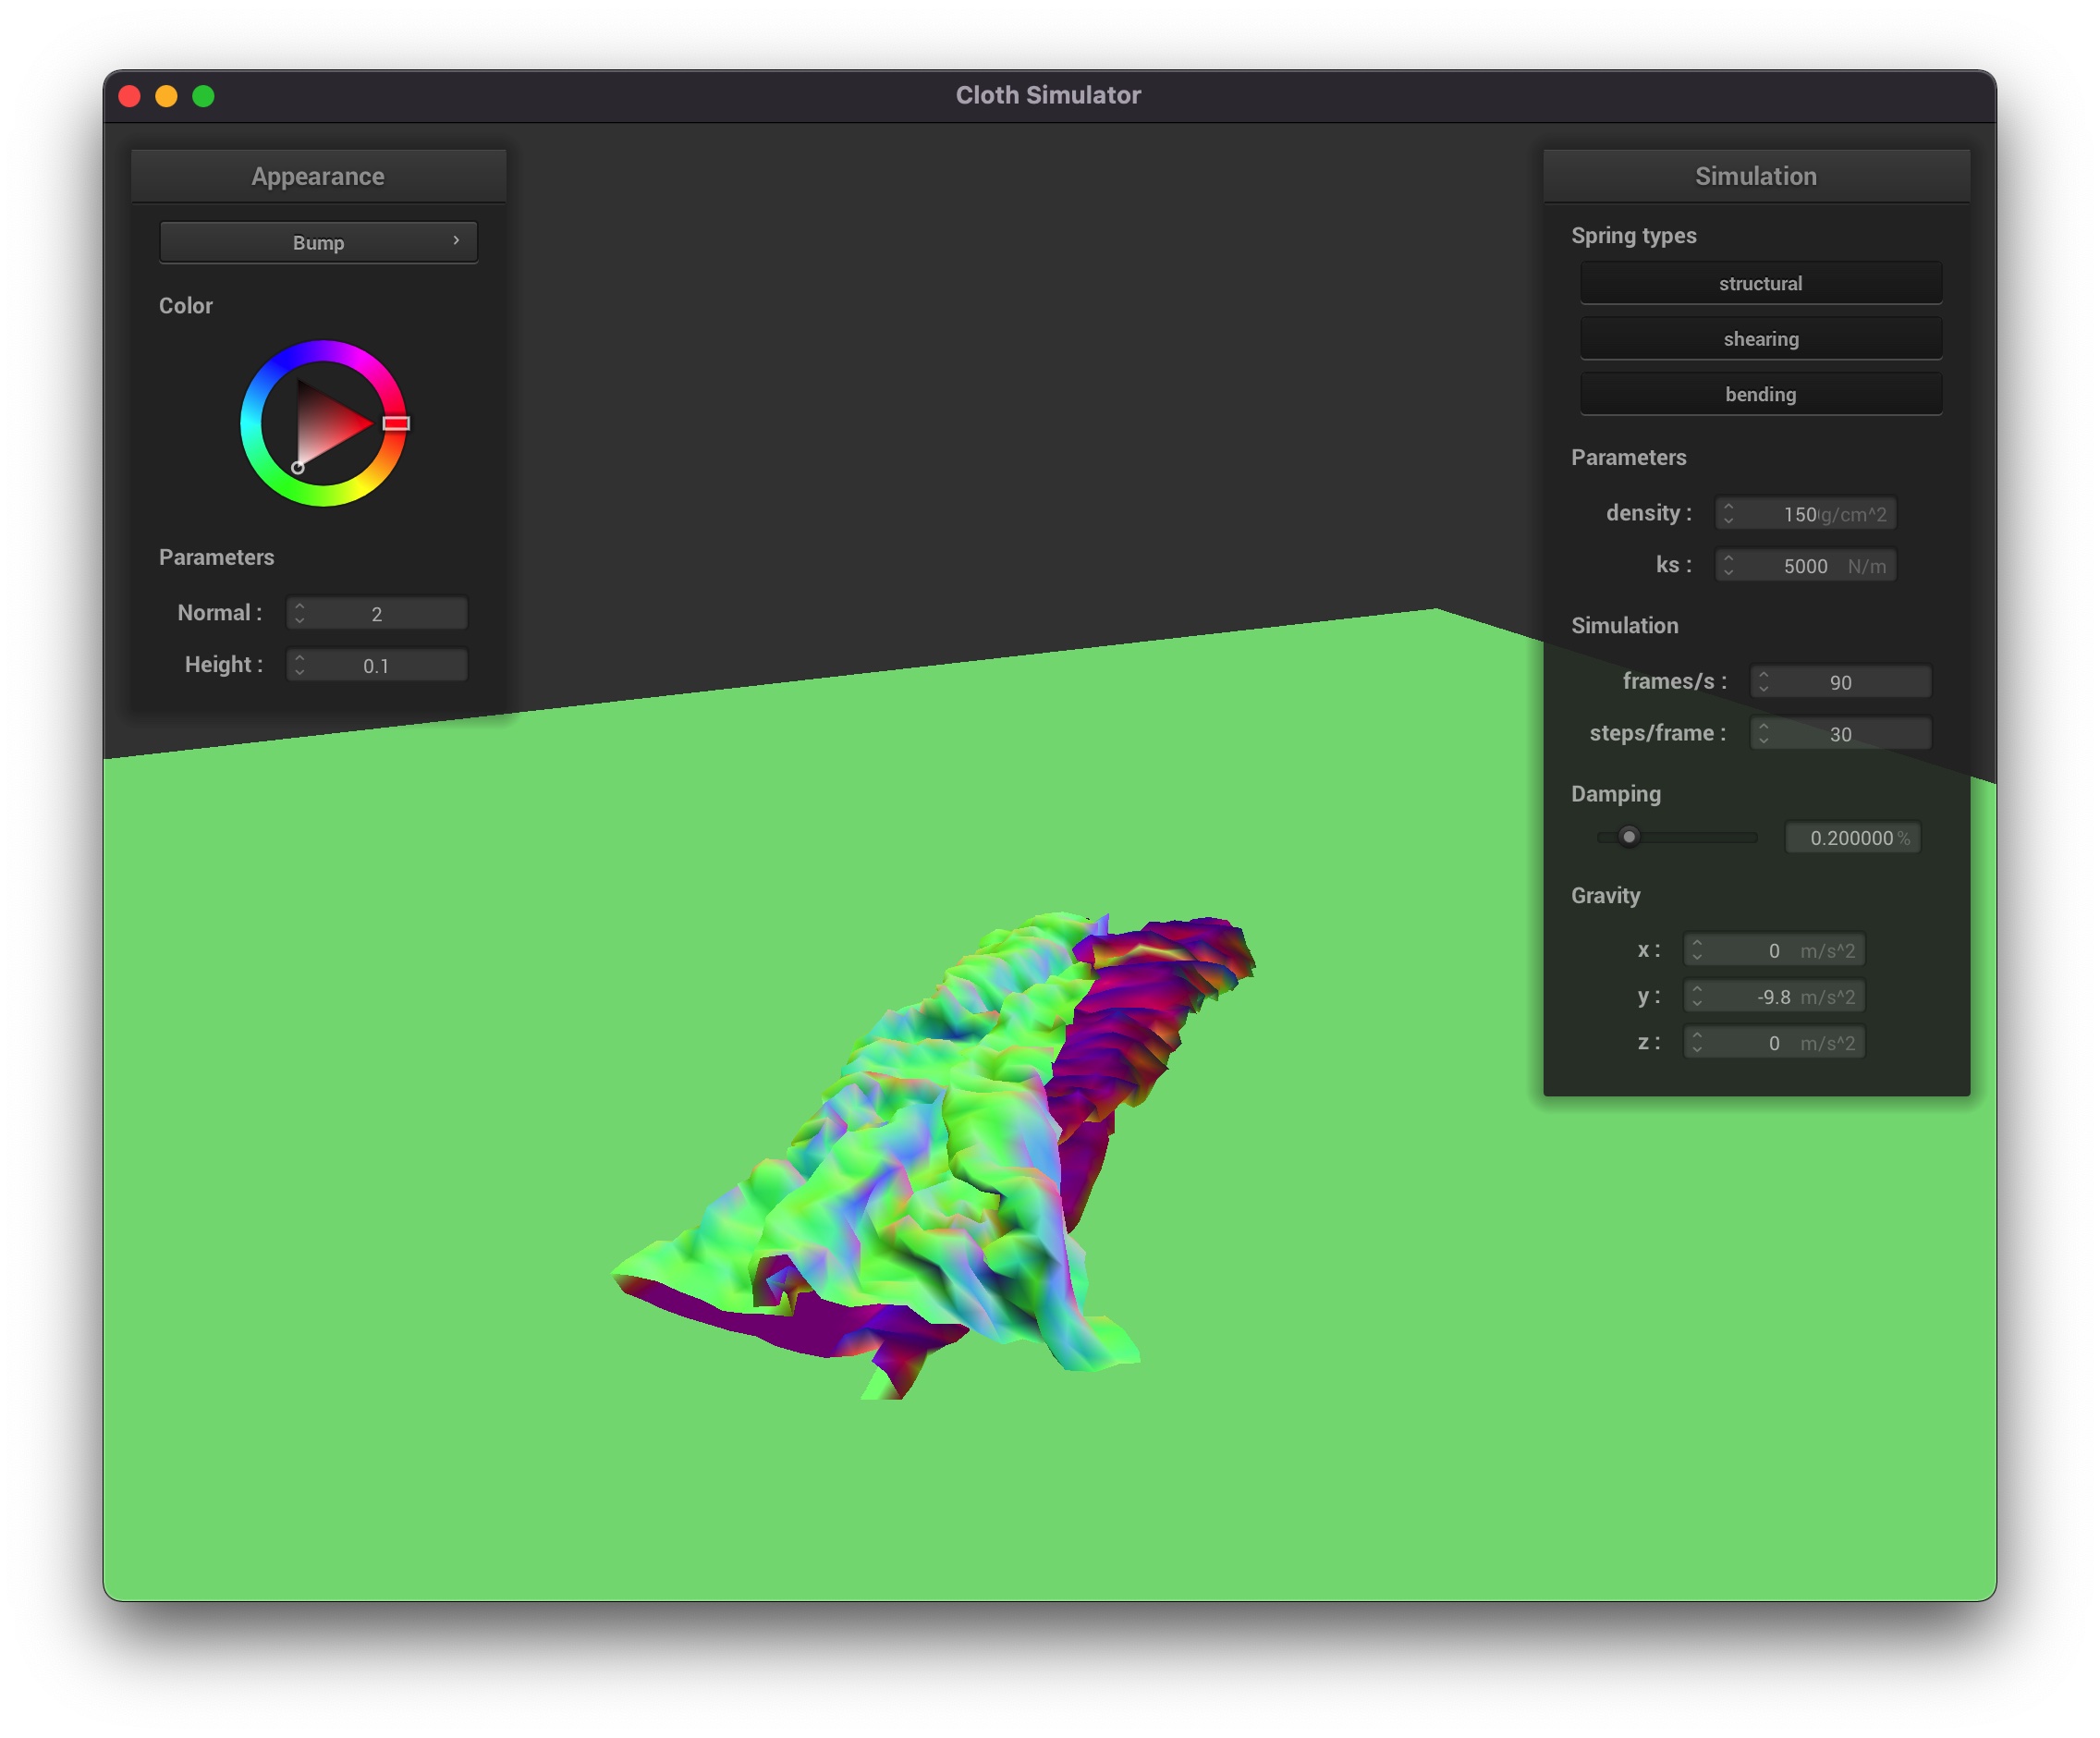 Cloth Simulator
Appearance
Bump
Color
Parameters
Normal : 2
Height : 0.1
Simulation
Spring types
structural
shearing
bending
Parameters
density : 150 g/cm^2
ks : 5000 N/m
Simulation
frames/s : 90
steps/frame : 30
Damping
0.200000 %
Gravity
x : 0 m/s^2
y : -9.8 m/s^2
z : 0 m/s^2